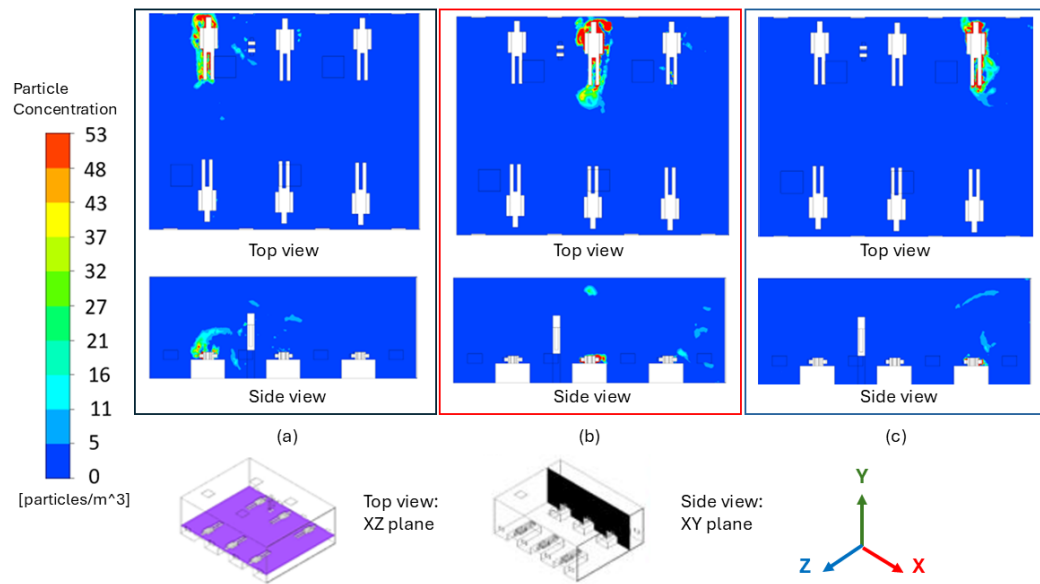 Particle
Concentration
53
48
43
37
32
27
21
16
11
5
0
[particles/m^3]
Top view
Side view
(a)
Top view
Side view
(b)
Top view
Side view
(c)
Top view:
XZ plane
Side view:
XY plane
Y
Z
X